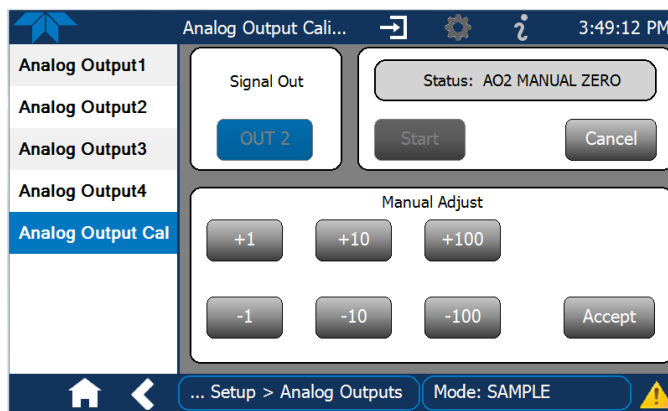 Analog Output Cali... 3:49:12 PM
Analog Output1
Analog Output2
Analog Output3
Analog Output4
Analog Output Cal
Signal Out
OUT 2
Status: AO2 MANUAL ZERO
Start Cancel
Manual Adjust
+1 +10 +100
-1 -10 -100 Accept
... Setup > Analog Outputs Mode: SAMPLE